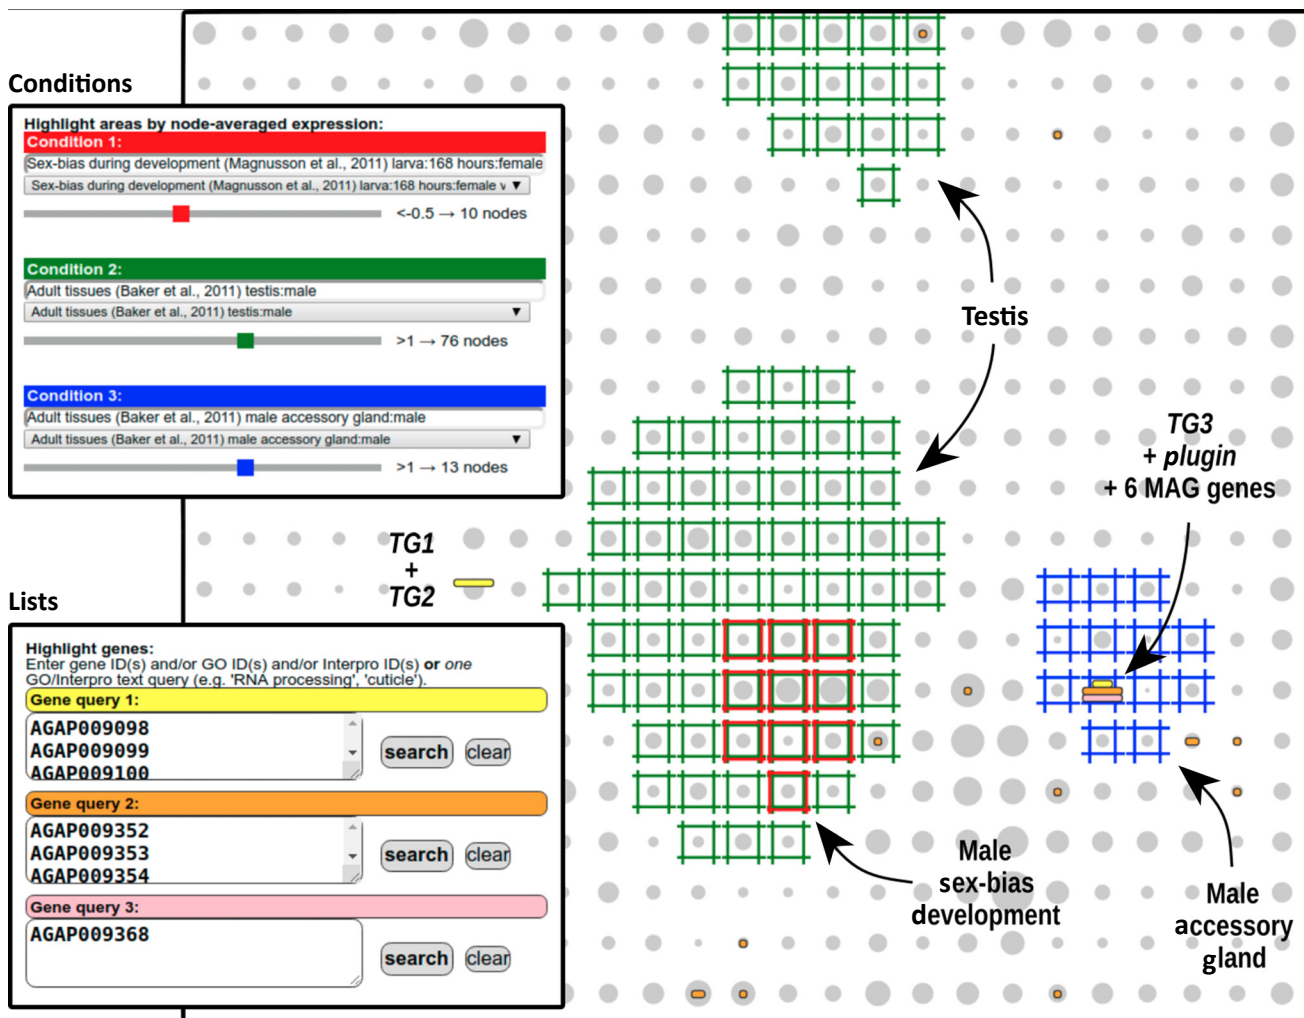 Conditions
Highlight areas by node-averaged expression:
Condition 1:
Sex-bias during development (Magnusson et al., 2011) larva:168 hours:female
Sex-bias during development (Magnusson et al., 2011) larva:168 hours:female v ▼
<-0.5 → 10 nodes
Condition 2:
Adult tissues (Baker et al., 2011) testis:male
Adult tissues (Baker et al., 2011) testis:male ▼
>1 → 76 nodes
Condition 3:
Adult tissues (Baker et al., 2011) male accessory gland:male
Adult tissues (Baker et al., 2011) male accessory gland:male ▼
>1 → 13 nodes
Testis
TG3
+ plugin
+ 6 MAG genes
TG1
+
TG2
Lists
Highlight genes:
Enter gene ID(s) and/or GO ID(s) and/or Interpro ID(s) or one
GO/Interpro text query (e.g. 'RNA processing', 'cuticle').
Gene query 1:
AGAP009098
AGAP009099
AGAP009100
search clear
Gene query 2:
AGAP009352
AGAP009353
AGAP009354
search clear
Gene query 3:
AGAP009368
search clear
Male
sex-bias
development
Male
accessory
gland